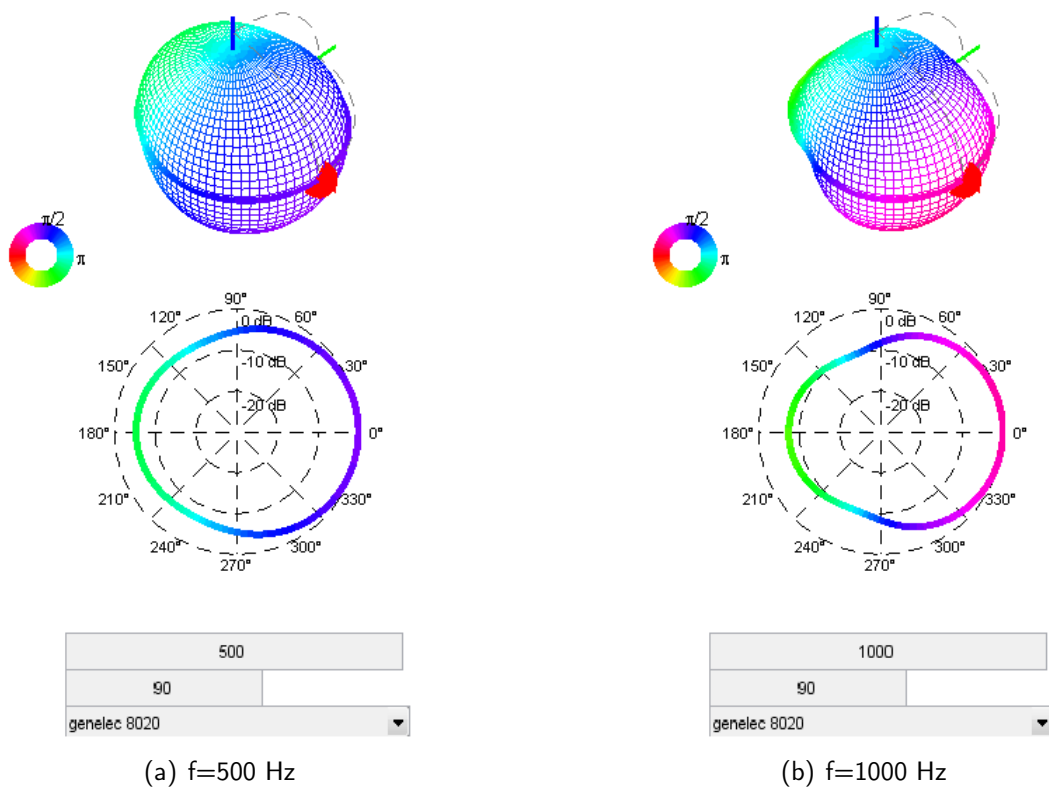 π/2
π
90°
120°
60°
0 dB
150°
30°
-10 dB
-20 dB
180°
0°
210°
330°
240°
300°
270°
500
90
genelec 8020
(a) f=500 Hz
π/2
π
90°
120°
60°
0 dB
150°
30°
-10 dB
-20 dB
180°
0°
210°
330°
240°
300°
270°
1000
90
genelec 8020
(b) f=1000 Hz